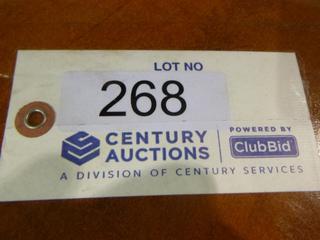 LOT NO
268
CENTURY AUCTIONS
POWERED BY
ClubBid
A DIVISION OF CENTURY SERVICES